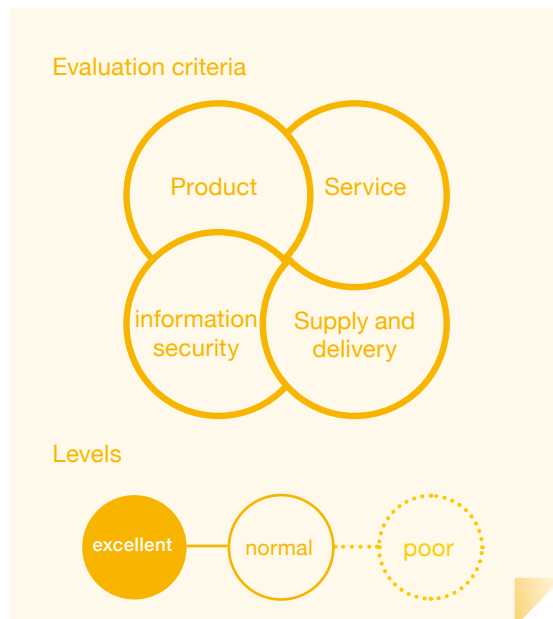 Evaluation criteria
Product
Service
information
security
Supply and
delivery
Levels
excellent
normal
poor